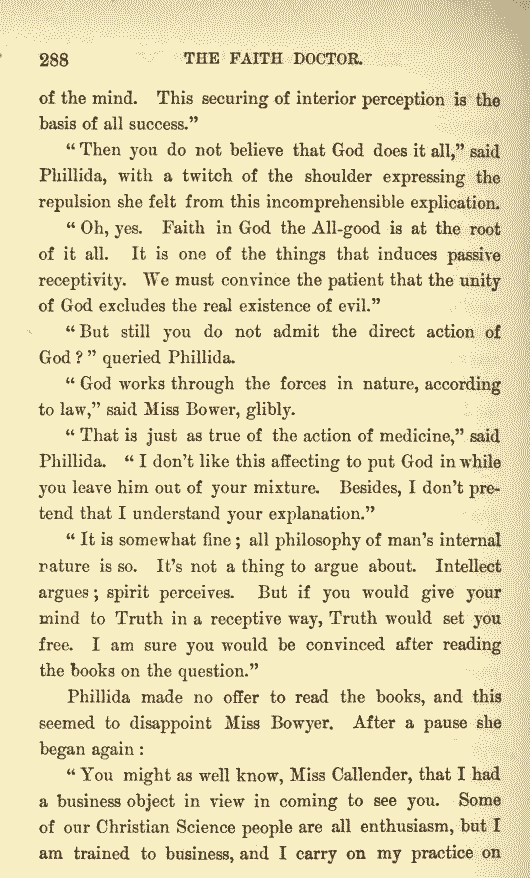 288 THE FAITH DOCTOR.
of the mind. This securing of interior perception is the
basis of all success.”
“Then you do not believe that God does it all,” said
Phillida, with a twitch of the shoulder expressing the
repulsion she felt from this incomprehensible explication.
“Oh, yes. Faith in God the All-good is at the root
of it all. It is one of the things that induces passive
receptivity. We must convince the patient that the unity
of God excludes the real existence of evil.”
“But still you do not admit the direct action of
God?” queried Phillida.
“God works through the forces in nature, according
to law,” said Miss Bower, glibly.
“That is just as true of the action of medicine,” said
Phillida. “I don’t like this affecting to put God in while
you leave him out of your mixture. Besides, I don’t pre-
tend that I understand your explanation.”
“It is somewhat fine; all philosophy of man’s internal
nature is so. It’s not a thing to argue about. Intellect
argues; spirit perceives. But if you would give your
mind to Truth in a receptive way, Truth would set you
free. I am sure you would be convinced after reading
the books on the question.”
Phillida made no offer to read the books, and this
seemed to disappoint Miss Bowyer. After a pause she
began again:
“You might as well know, Miss Callender, that I had
a business object in view in coming to see you. Some
of our Christian Science people are all enthusiasm, but I
am trained to business, and I carry on my practice on